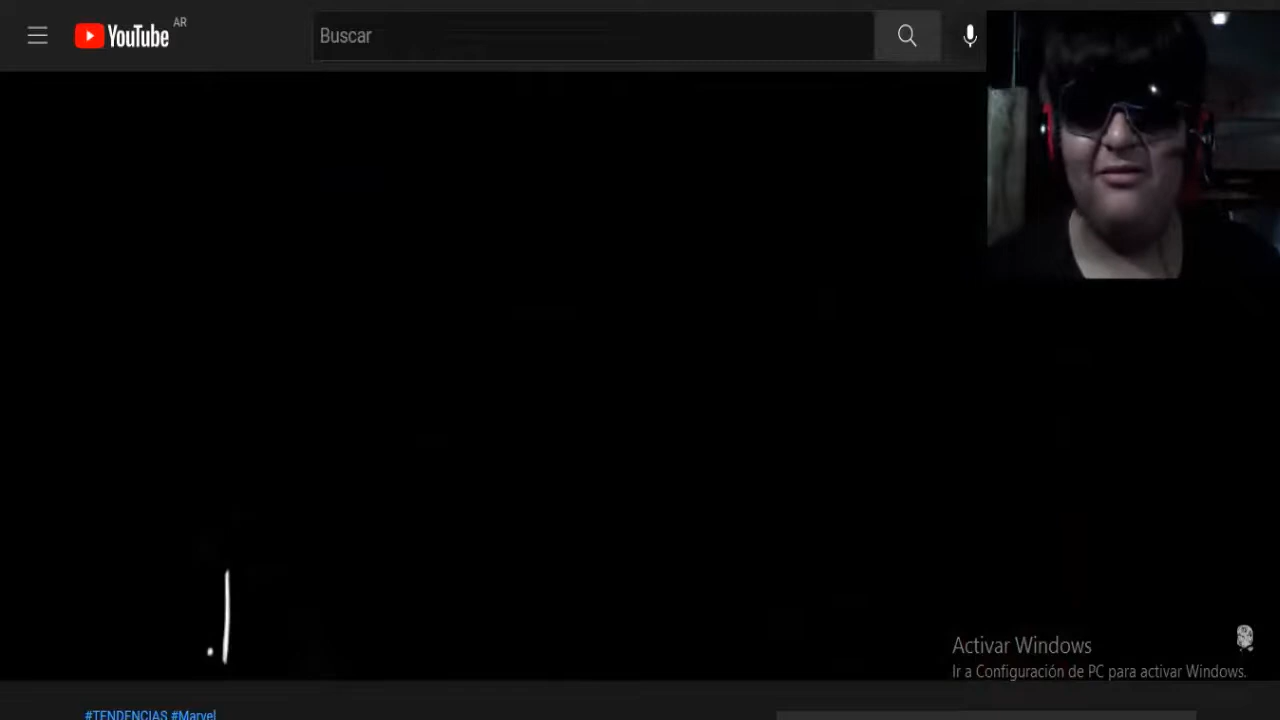 YouTube AR
Buscar
Activar Windows
Ir a Configuración de PC para activar Windows.
#TENDENCIAS #Marvel